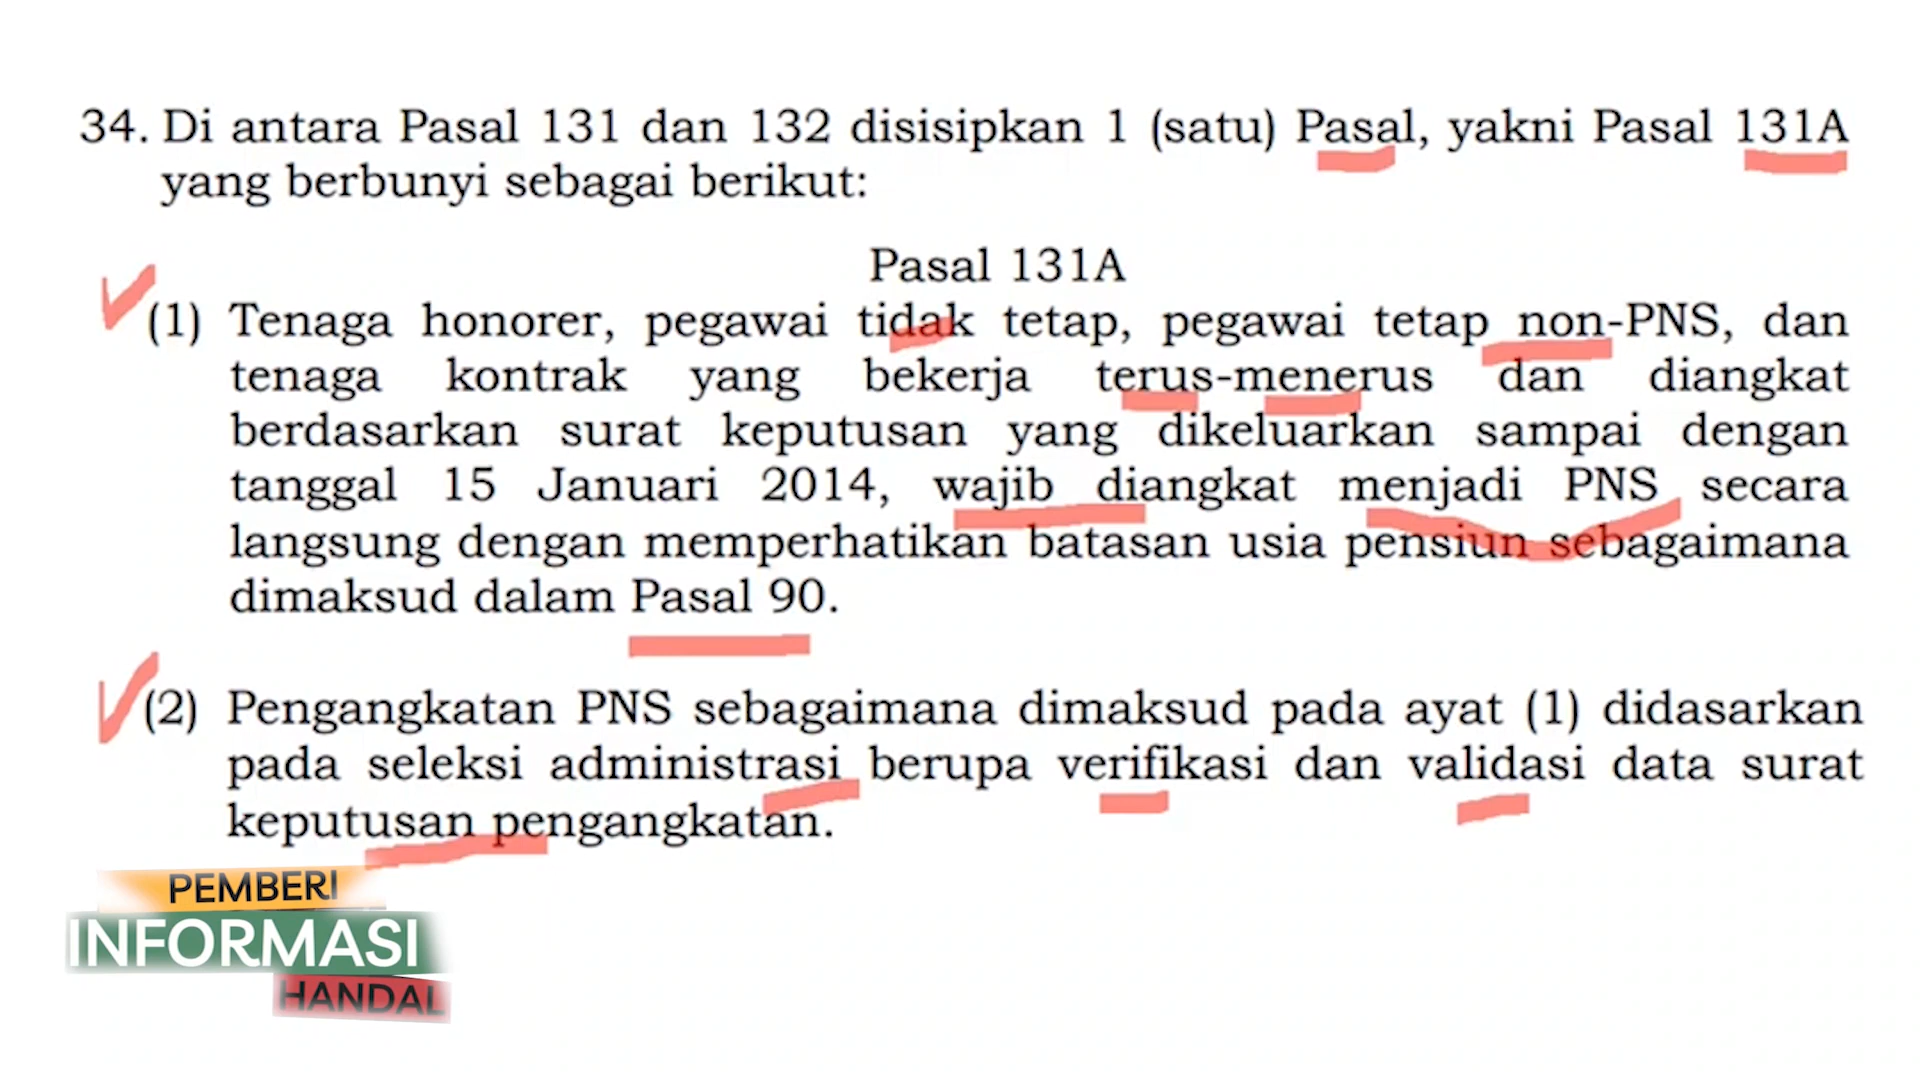 34. Di antara Pasal 131 dan 132 disisipkan 1 (satu) Pasal, yakni Pasal 131A
yang berbunyi sebagai berikut:
Pasal 131A
(1) Tenaga honorer, pegawai tidak tetap, pegawai tetap non-PNS, dan
tenaga kontrak yang bekerja terus-menerus dan diangkat
berdasarkan surat keputusan yang dikeluarkan sampai dengan
tanggal 15 Januari 2014, wajib diangkat menjadi PNS secara
langsung dengan memperhatikan batasan usia pensiun sebagaimana
dimaksud dalam Pasal 90.
(2) Pengangkatan PNS sebagaimana dimaksud pada ayat (1) didasarkan
pada seleksi administrasi berupa verifikasi dan validasi data surat
keputusan pengangkatan.
PEMBERI
INFORMASI
HANDAL